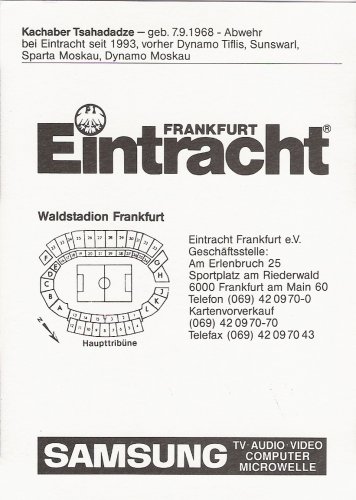 Kachaber Tsahadadze – geb. 7.9.1968 - Abwehr
bei Eintracht seit 1993, vorher Dynamo Tiflis, Sunswarl,
Sparta Moskau, Dynamo Moskau
FRANKFURT
Eintracht®
Waldstadion Frankfurt
Haupttribüne
Eintracht Frankfurt e.V.
Geschäftsstelle:
Am Erlenbruch 25
Sportplatz am Riederwald
6000 Frankfurt am Main 60
Telefon (069) 42 09 70-0
Kartenvorverkauf
(069) 42 09 70-70
Telefax (069) 42 09 70 43
SAMSUNG
TV·AUDIO·VIDEO
COMPUTER
MICROWELLE